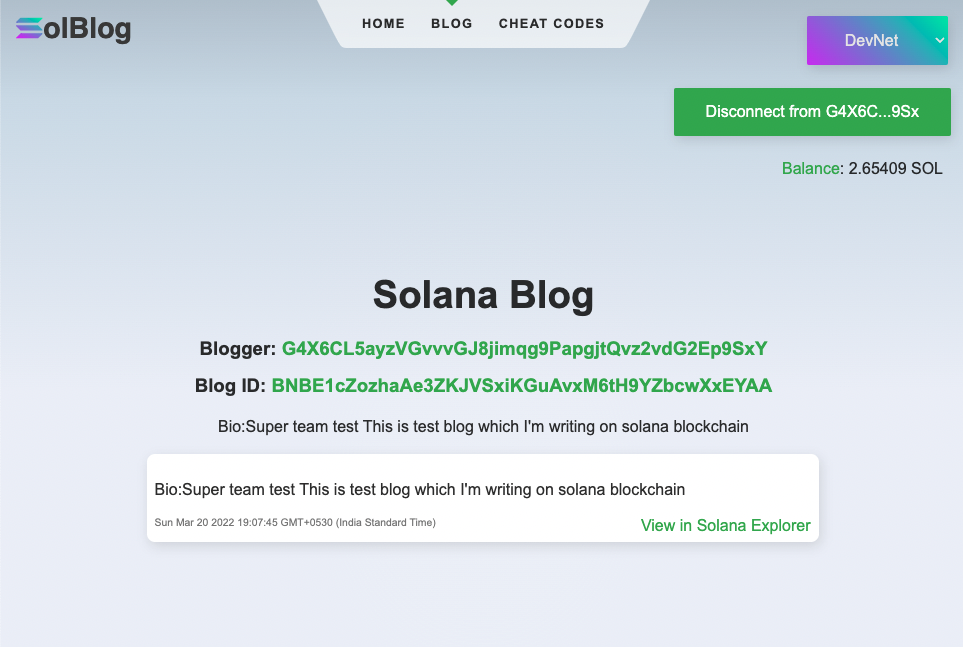 SolBlog
HOME BLOG CHEAT CODES
DevNet
Disconnect from G4X6C...9Sx
Balance: 2.65409 SOL
Solana Blog
Blogger: G4X6CL5ayzVGvvvGJ8jimqg9PapgjtQvz2vdG2Ep9SxY
Blog ID: BNBE1cZozhaAe3ZKJVSxiKGuAvxM6tH9YZbcwXxEYAA
Bio:Super team test This is test blog which I'm writing on solana blockchain
Bio:Super team test This is test blog which I'm writing on solana blockchain
Sun Mar 20 2022 19:07:45 GMT+0530 (India Standard Time)
View in Solana Explorer